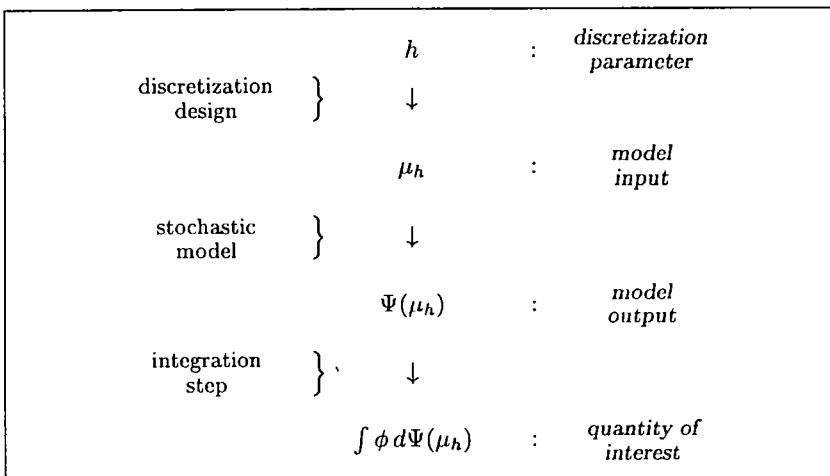 h : discretization parameter
discretization design } ↓
μ_h : model input
stochastic model } ↓
Ψ(μ_h) : model output
integration step } ↓
∫ φ dΨ(μ_h) : quantity of interest